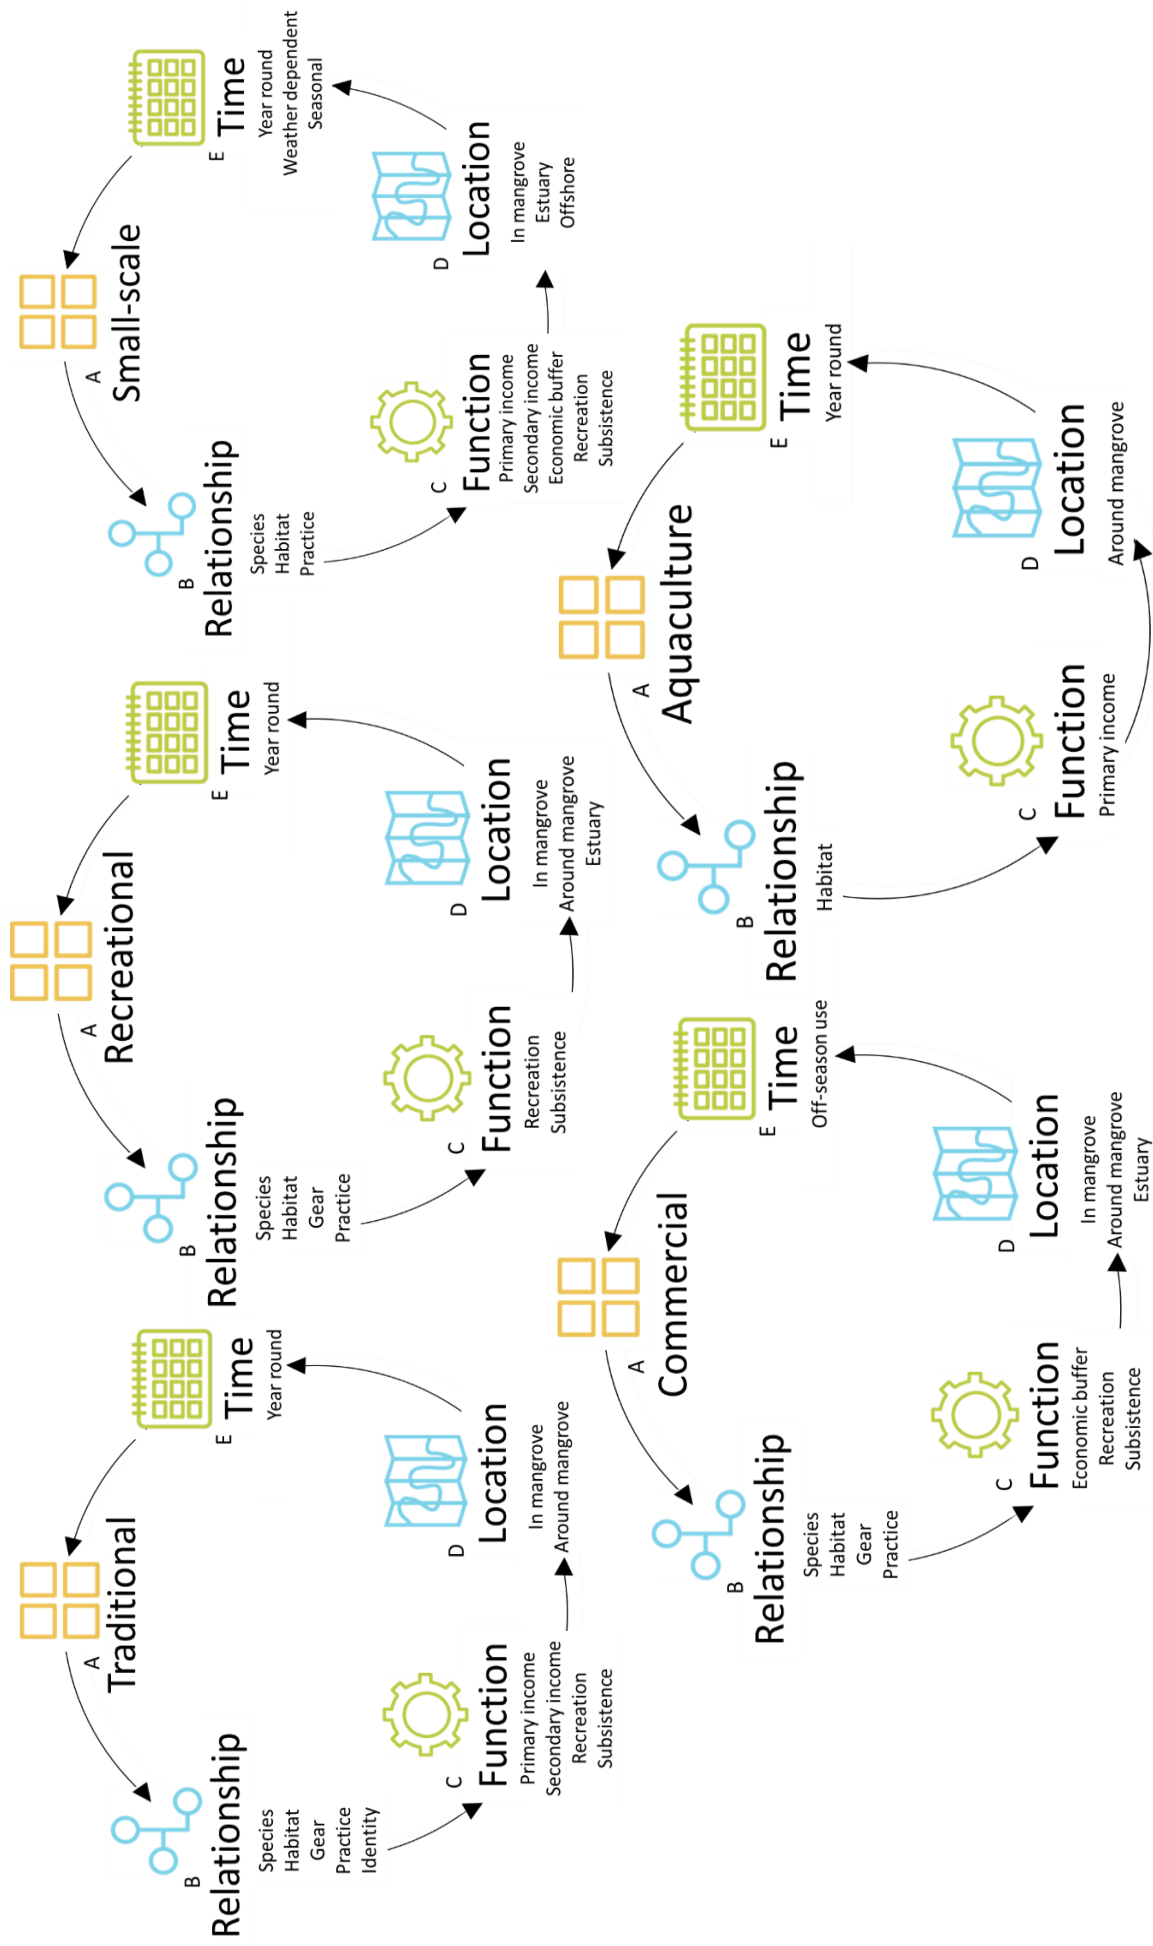 A
Traditional
B
Relationship
Species
Habitat
Gear
Practice
Identity
C
Function
Primary income
Secondary income
Recreation
Subsistence
D
Location
In mangrove
Around mangrove
E
Time
Year round
A
Recreational
B
Relationship
Species
Habitat
Gear
Practice
C
Function
Recreation
Subsistence
D
Location
In mangrove
Around mangrove
Estuary
E
Time
Year round
A
Small-scale
B
Relationship
Species
Habitat
Practice
C
Function
Primary income
Secondary income
Economic buffer
Recreation
Subsistence
D
Location
In mangrove
Estuary
Offshore
E
Time
Year round
Weather dependent
Seasonal
A
Commercial
B
Relationship
Species
Habitat
Gear
Practice
C
Function
Economic buffer
Recreation
Subsistence
D
Location
In mangrove
Around mangrove
Estuary
E
Time
Off-season use
A
Aquaculture
B
Relationship
Habitat
C
Function
Primary income
D
Location
Around mangrove
E
Time
Year round